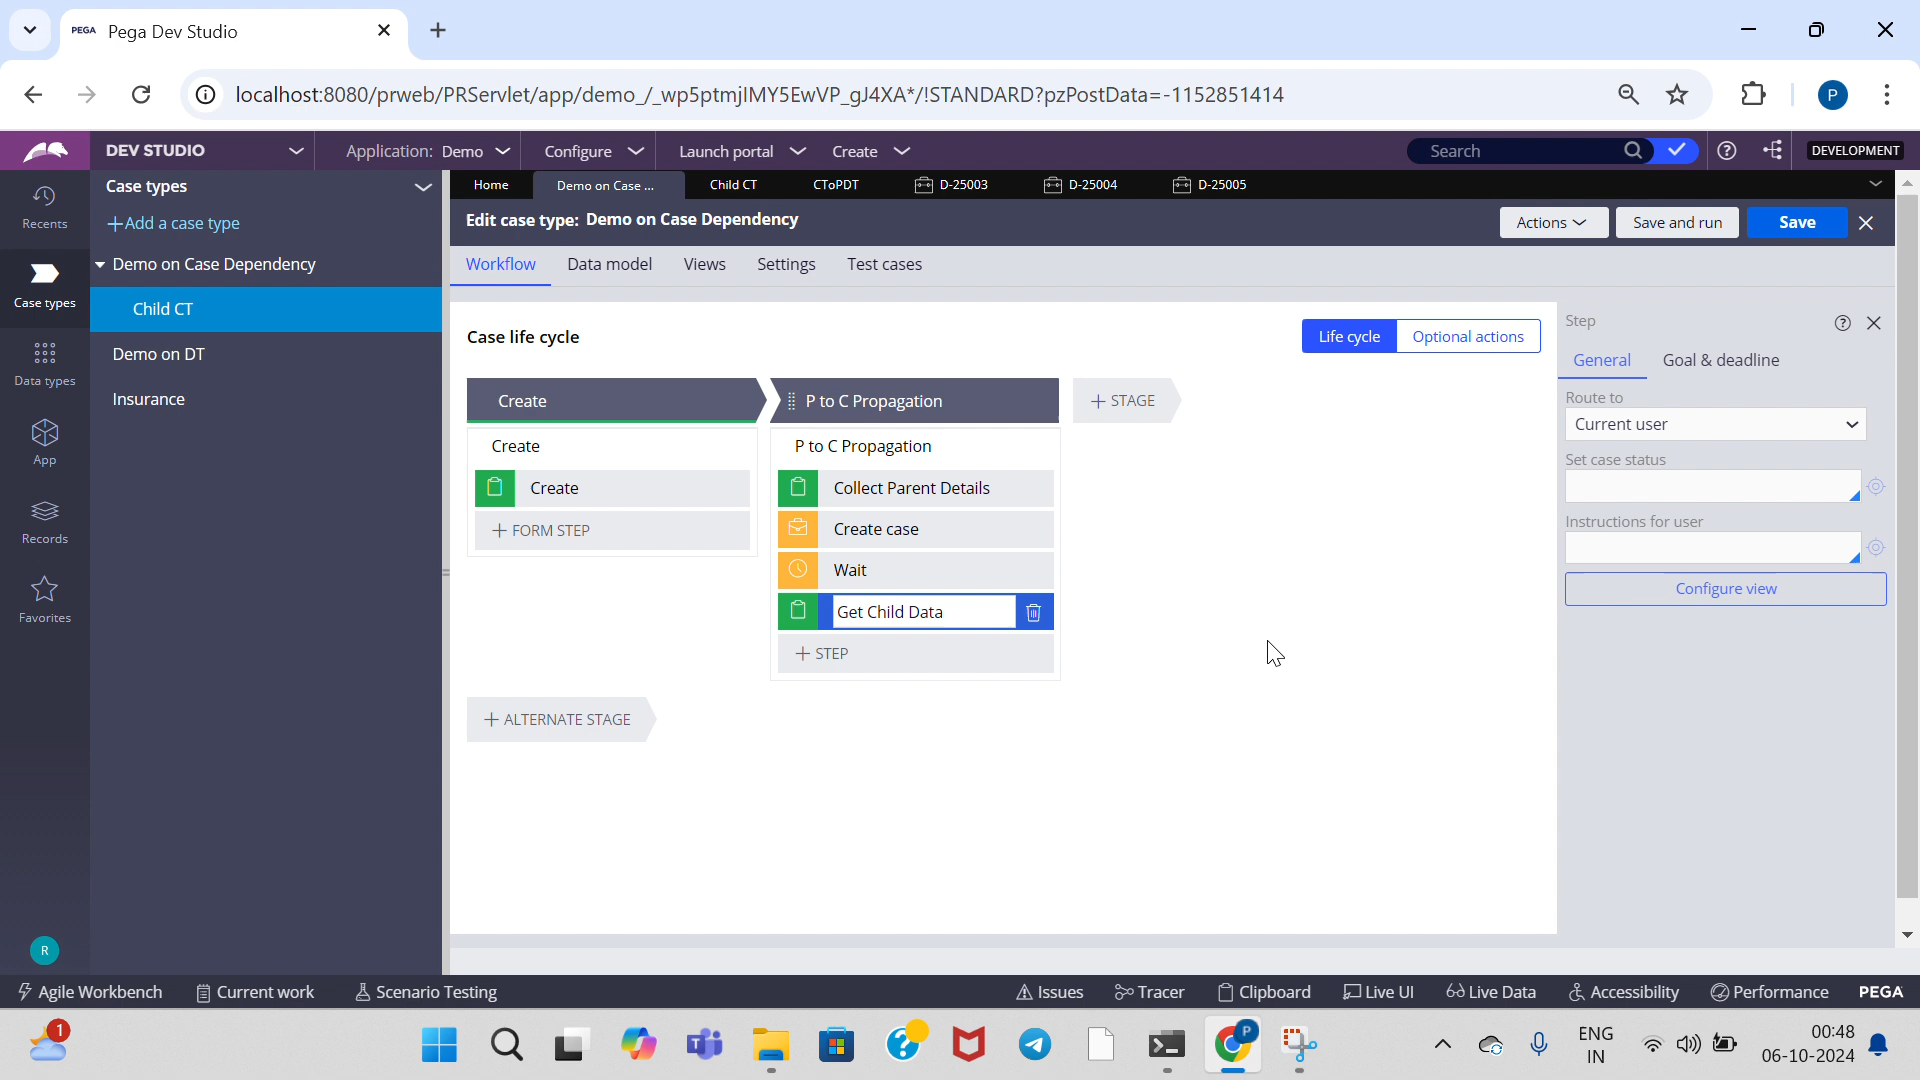 PEGA Pega Dev Studio
localhost:8080/prweb/PRServlet/app/demo_/_wp5ptmjIMY5EwVP_gJ4XA*/!STANDARD?pzPostData=-1152851414
P
DEV STUDIO
Application: Demo
Configure
Launch portal
Create
Search
DEVELOPMENT
Recents
Case types
Data types
App
Records
Favorites
R
Case types
+Add a case type
Demo on Case Dependency
Child CT
Demo on DT
Insurance
Home
Demo on Case ...
Child CT
CToPDT
D-25003
D-25004
D-25005
Edit case type: Demo on Case Dependency
Actions
Save and run
Save
Workflow
Data model
Views
Settings
Test cases
Case life cycle
Life cycle
Optional actions
Create
P to C Propagation
+ STAGE
Create
Create
+ FORM STEP
P to C Propagation
Collect Parent Details
Create case
Wait
Get Child Data
+ STEP
+ ALTERNATE STAGE
Step
General
Goal & deadline
Route to
Current user
Set case status
Instructions for user
Configure view
Agile Workbench
Current work
Scenario Testing
Issues
Tracer
Clipboard
Live UI
Live Data
Accessibility
Performance
PEGA
1
P
ENG
IN
00:48
06-10-2024